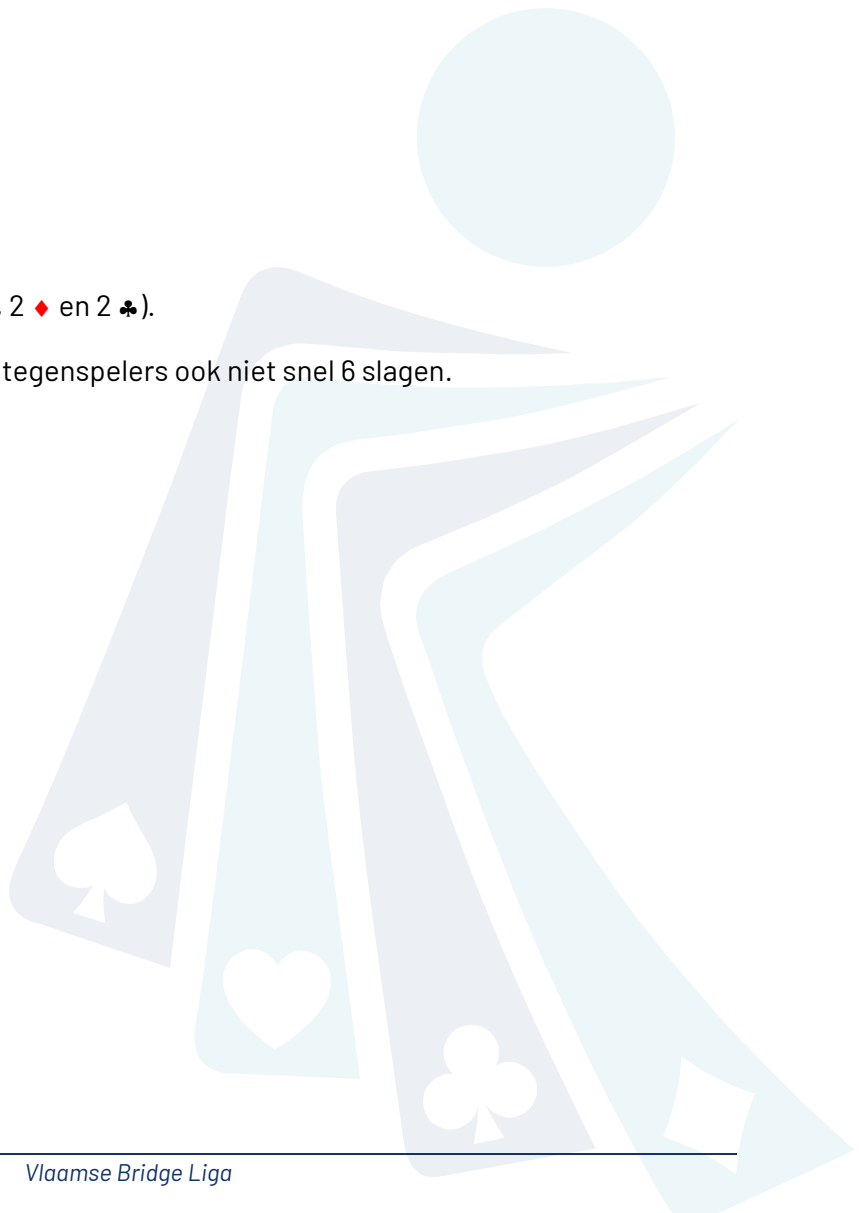 , 2 ♦ en 2 ♣).
tegenspelers ook niet snel 6 slagen.
Vlaamse Bridge Liga